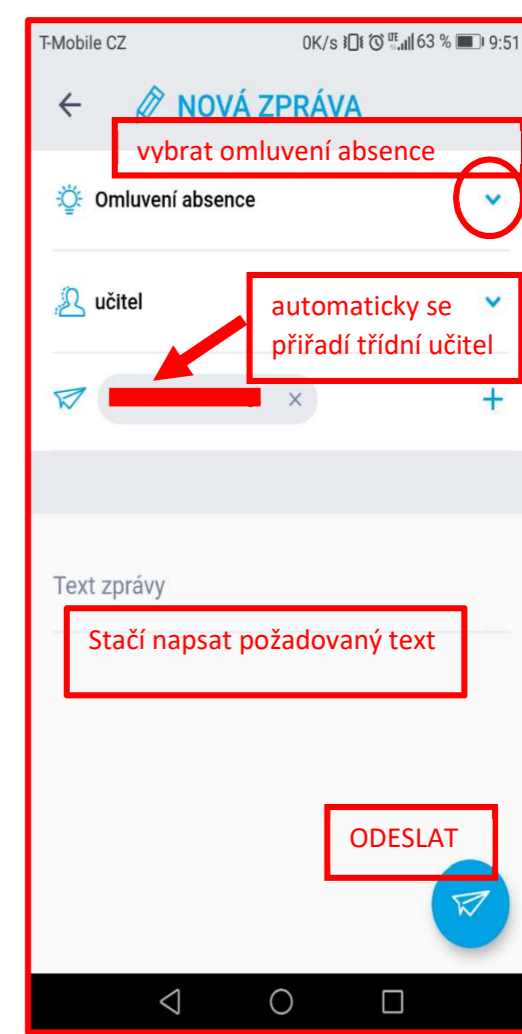 T-Mobile CZ 0K/s 63 % 9:51
NOVÁ ZPRÁVA
vybrat omluvení absence
Omluvení absence
učitel
automaticky se
přiřadí třídní učitel
Text zprávy
Stačí napsat požadovaný text
ODESLAT